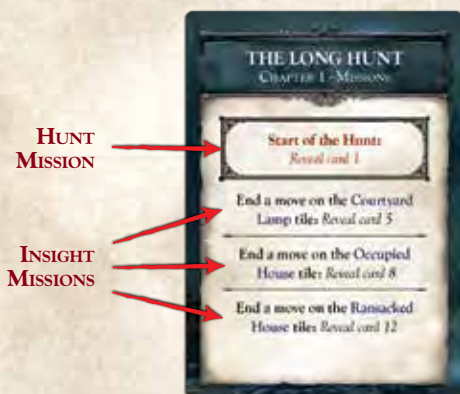 THE LONG HUNT
CHAPTER 1 - MISSIONS
HUNT
MISSION
Start of the Hunt:
Reveal card 1
INSIGHT
MISSIONS
End a move on the Courtyard
Lamp tile: Reveal card 5
End a move on the Occupied
House tile: Reveal card 8
End a move on the Ransacked
House tile: Reveal card 12